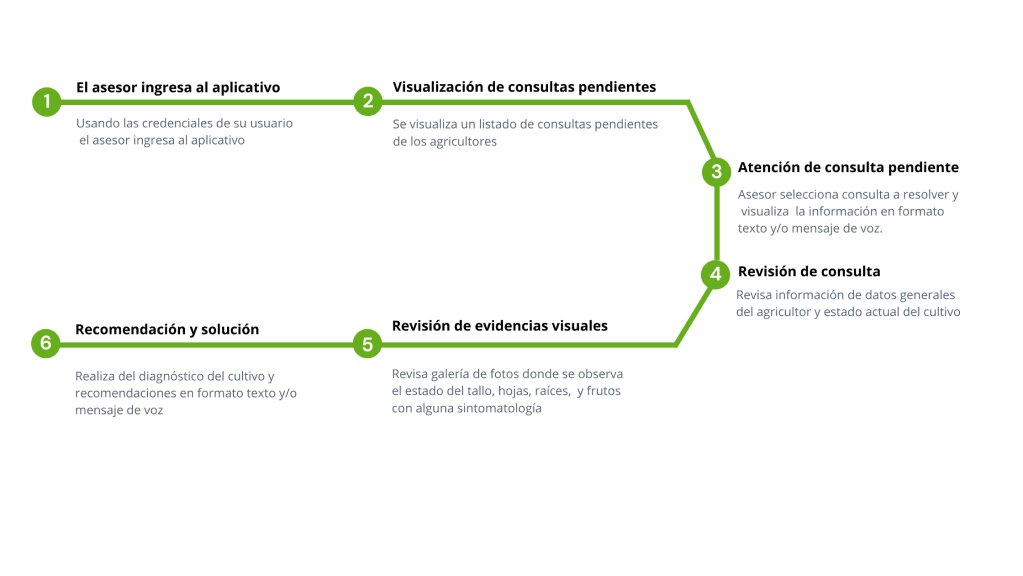 1
El asesor ingresa al aplicativo
Usando las credenciales de su usuario
el asesor ingresa al aplicativo
2
Visualización de consultas pendientes
Se visualiza un listado de consultas pendientes
de los agricultores
3
Atención de consulta pendiente
Asesor selecciona consulta a resolver y
visualiza la información en formato
texto y/o mensaje de voz.
4
Revisión de consulta
Revisa información de datos generales
del agricultor y estado actual del cultivo
5
Revisión de evidencias visuales
Revisa galería de fotos donde se observa
el estado del tallo, hojas, raíces, y frutos
con alguna sintomatología
6
Recomendación y solución
Realiza del diagnóstico del cultivo y
recomendaciones en formato texto y/o
mensaje de voz